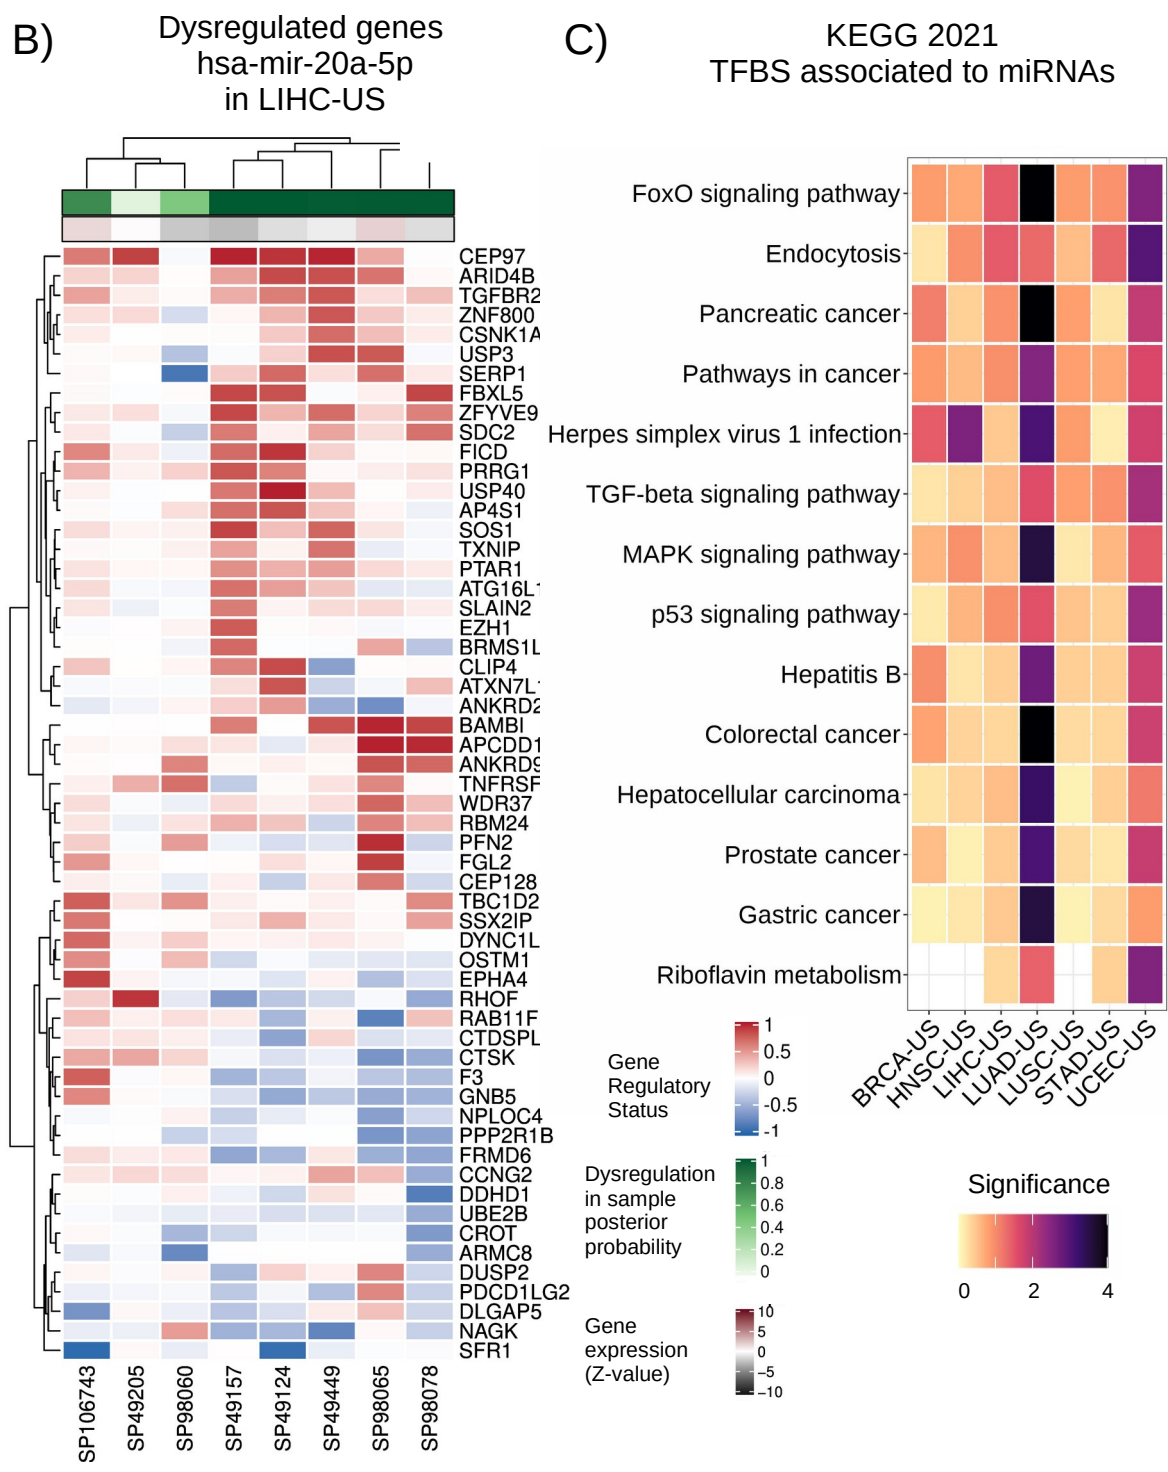 B)
Dysregulated genes
hsa-mir-20a-5p
in LIHC-US
CEP97
ARID4B
TGFBR2
ZNF800
CSNK1A
USP3
SERP1
FBXL5
ZFYVE9
SDC2
FICD
PRRG1
USP40
AP4S1
SOS1
TXNIP
PTAR1
ATG16L1
SLAIN2
EZH1
BRMS1L
CLIP4
ATXN7L
ANKRD2
BAMBI
APCDD1
ANKRD9
TNFRSF
WDR37
RBM24
PFN2
FGL2
CEP128
TBC1D2
SSX2IP
DYNC1L
OSTM1
EPHA4
RHOF
RAB11F
CTDSPL
CTSK
F3
GNB5
NPLOC4
PPP2R1B
FRMD6
CCNG2
DDHD1
UBE2B
CROT
ARMC8
DUSP2
PDCD1LG2
DLGAP5
NAGK
SFR1
SP106743
SP49205
SP98060
SP49157
SP49124
SP49449
SP98065
SP98078
C)
KEGG 2021
TFBS associated to miRNAs
FoxO signaling pathway
Endocytosis
Pancreatic cancer
Pathways in cancer
Herpes simplex virus 1 infection
TGF-beta signaling pathway
MAPK signaling pathway
p53 signaling pathway
Hepatitis B
Colorectal cancer
Hepatocellular carcinoma
Prostate cancer
Gastric cancer
Riboflavin metabolism
BRCA-US
HNSC-US
LIHC-US
LUAD-US
LUSC-US
STAD-US
UCEC-US
Gene
Regulatory
Status
1
0.5
0
-0.5
-1
Dysregulation
in sample
posterior
probability
1
0.8
0.6
0.4
0.2
0
Gene
expression
(Z-value)
10
5
0
−5
−10
Significance
0 2 4